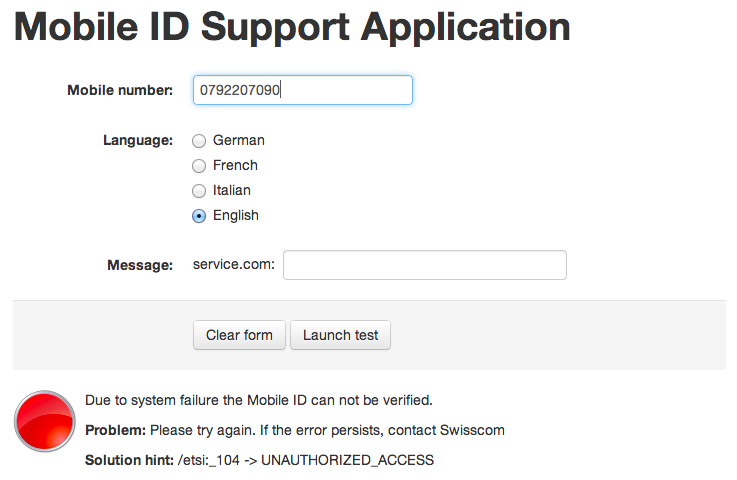 Mobile ID Support Application
Mobile number: 0792207090
Language: German
French
Italian
English
Message: service.com:
Clear form Launch test
Due to system failure the Mobile ID can not be verified.
Problem: Please try again. If the error persists, contact Swisscom
Solution hint: /etsi:_104 -> UNAUTHORIZED_ACCESS